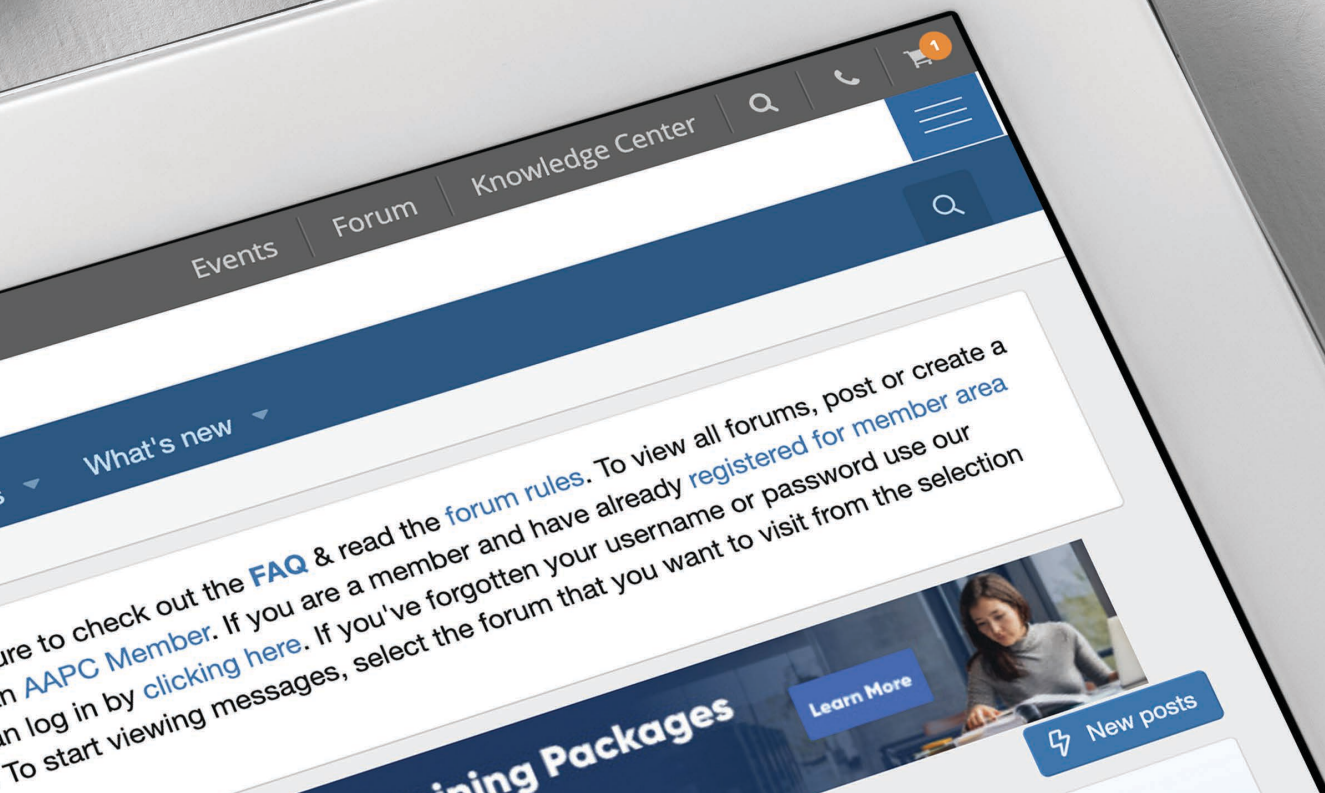 1
Events
Forum
Knowledge Center
What's new
to check out the FAQ & read the forum rules. To view all forums, post or create a
AAPC Member. If you are a member and have already registered for member area
log in by clicking here. If you've forgotten your username or password use our
To start viewing messages, select the forum that you want to visit from the selection
Packages
Learn More
New posts